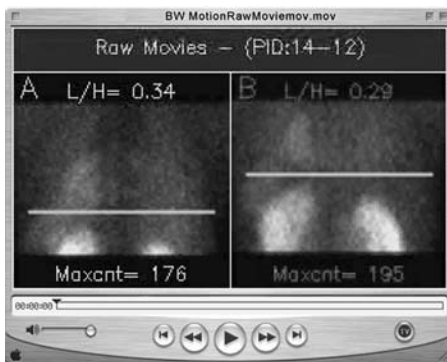 BW MotionRawMoviemov.mov
Raw Movies - (PID:14-12)
A L/H= 0.34
B L/H= 0.29
Maxcnt= 176
Maxcnt= 195
00:00:00